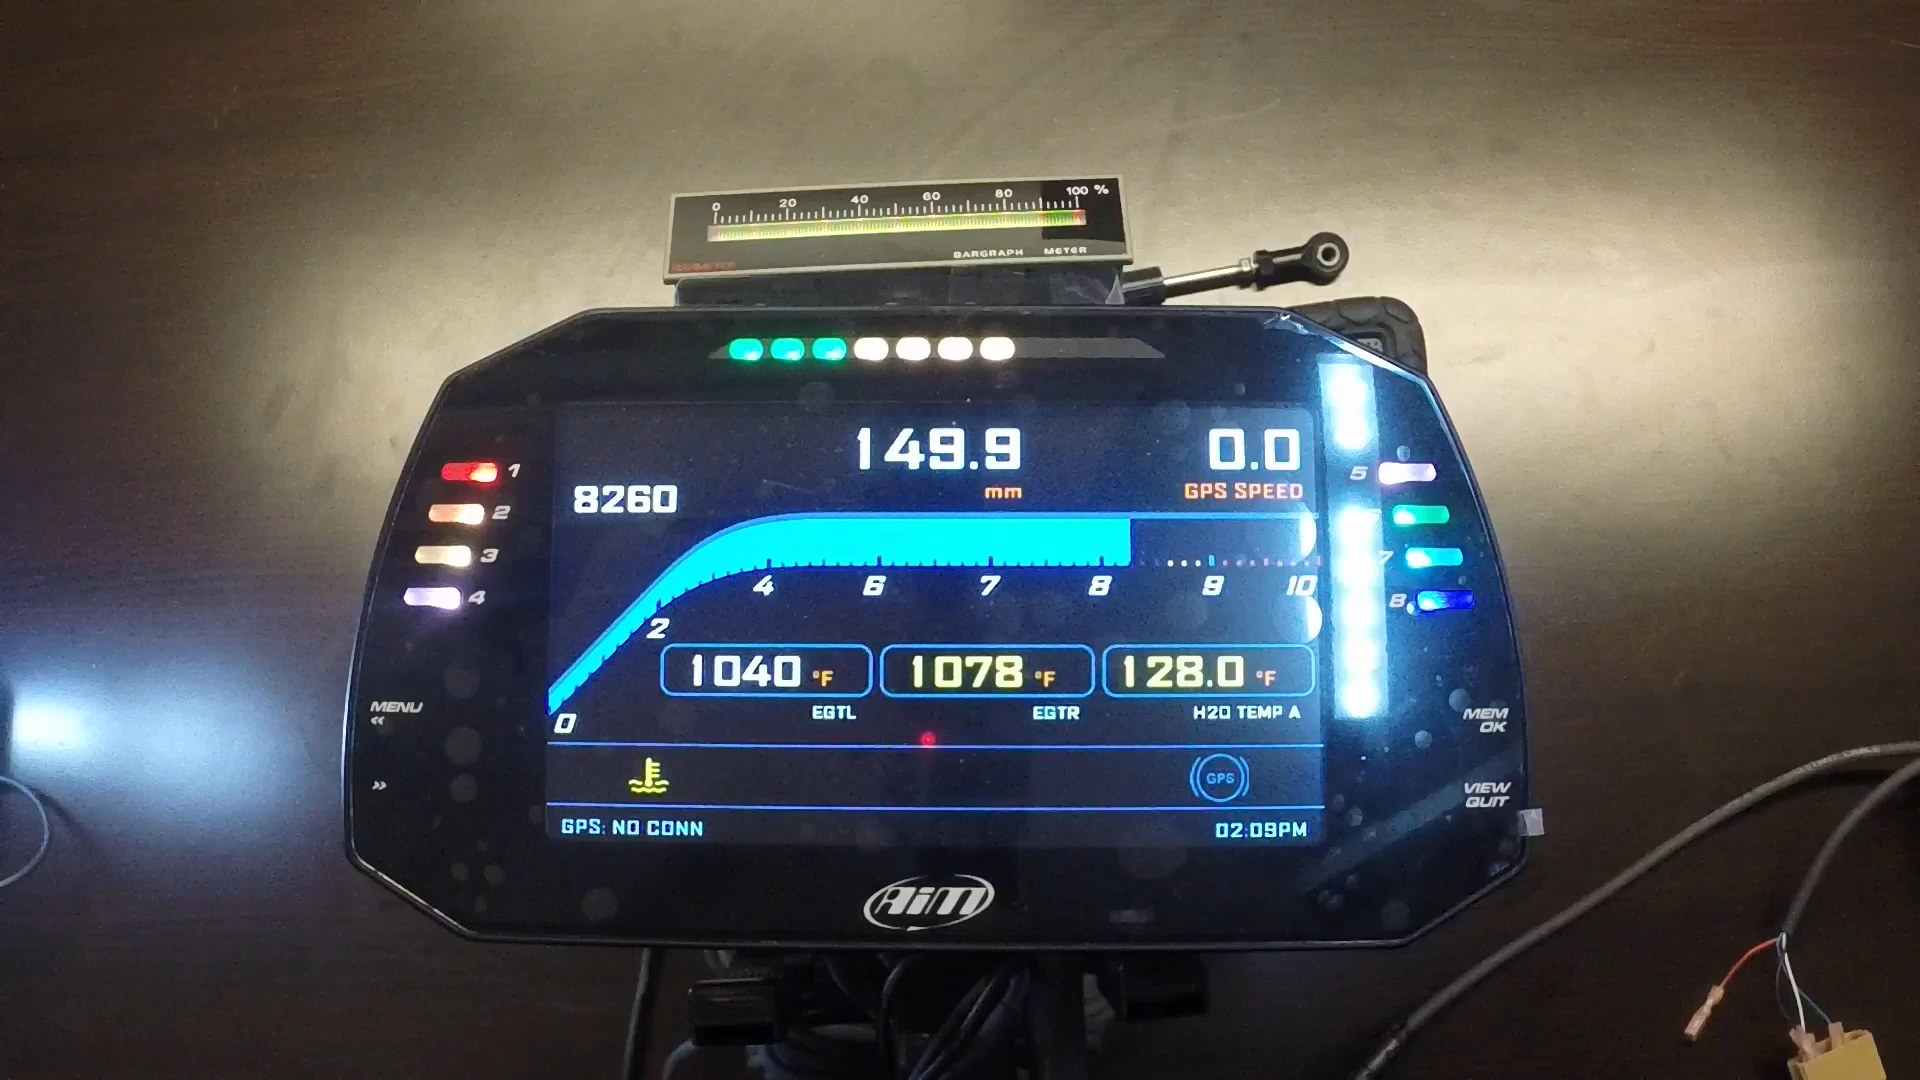 0 20 40 60 80 100 %
BARGRAPH METER
149.9
mm
0.0
GPS SPEED
8260
0 2 4 6 7 8 9 10
1
2
3
4
5
7
8
1040 °F
EGTL
1078 °F
EGTR
128.0 °F
H2O TEMP A
MENU
<<
>>
MEM
OK
VIEW
QUIT
GPS
GPS: NO CONN
02:09PM
AiM